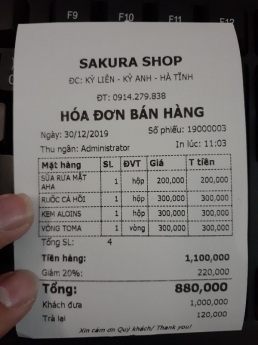 F9
F10
F11
F12
SAKURA SHOP
ĐC: KỲ LIÊN - KỲ ANH - HÀ TĨNH
ĐT: 0914.279.838
HÓA ĐƠN BÁN HÀNG
Ngày: 30/12/2019 Số phiếu: 19000003
Thu ngân: Administrator In lúc: 11:03
Mặt hàng SL ĐVT Giá T tiền
SỮA RỬA MẶT AHA 1 hộp 200,000 200,000
RUỐC CÁ HỒI 1 hộp 300,000 300,000
KEM ALOINS 1 hộp 300,000 300,000
VÒNG TOMA 1 vòng 300,000 300,000
Tổng SL: 4
Tiền hàng: 1,100,000
Giảm 20%: 220,000
Tổng: 880,000
Khách đưa 1,000,000
Trả lại 120,000
Xin cảm ơn Quý khách/ Thank you!